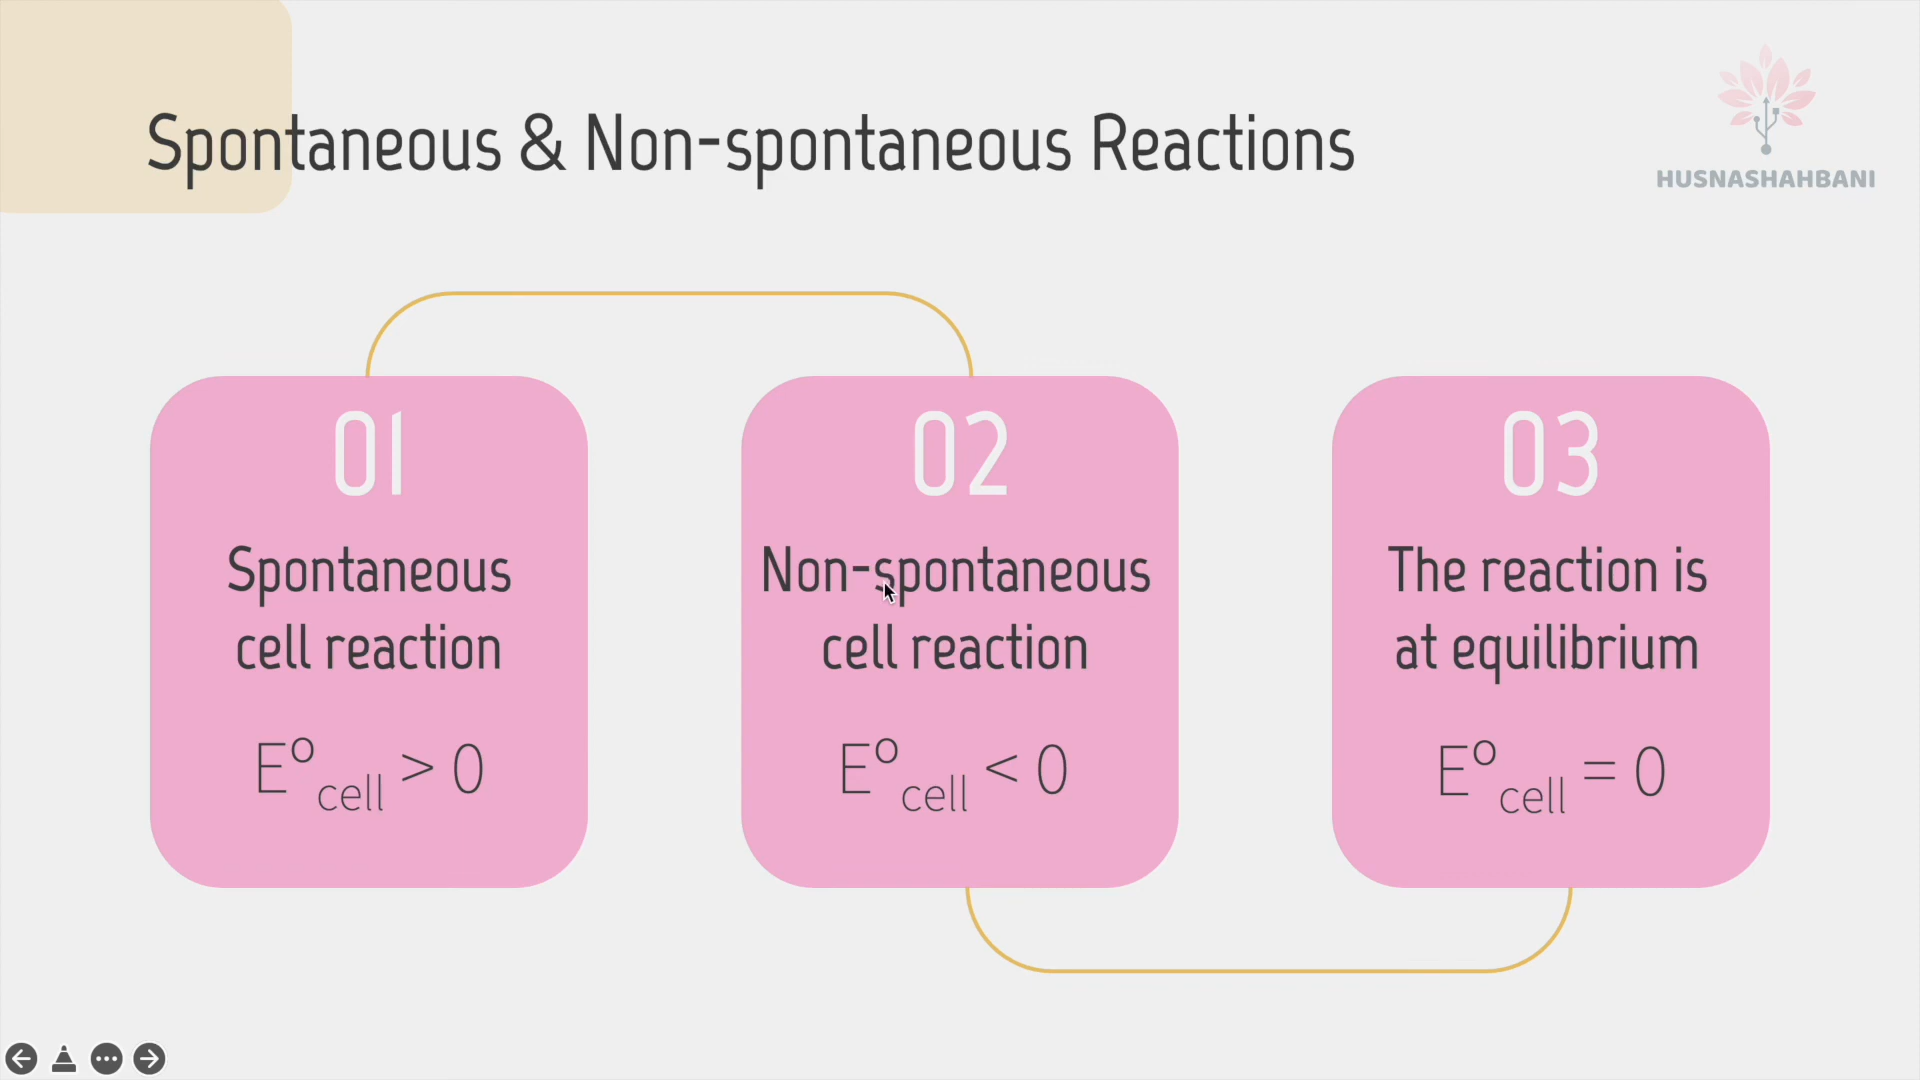 Spontaneous & Non-spontaneous Reactions
HUSNASHAHBANI
01
Spontaneous
cell reaction
E°cell > 0
02
Non-spontaneous
cell reaction
E°cell < 0
03
The reaction is
at equilibrium
E°cell = 0